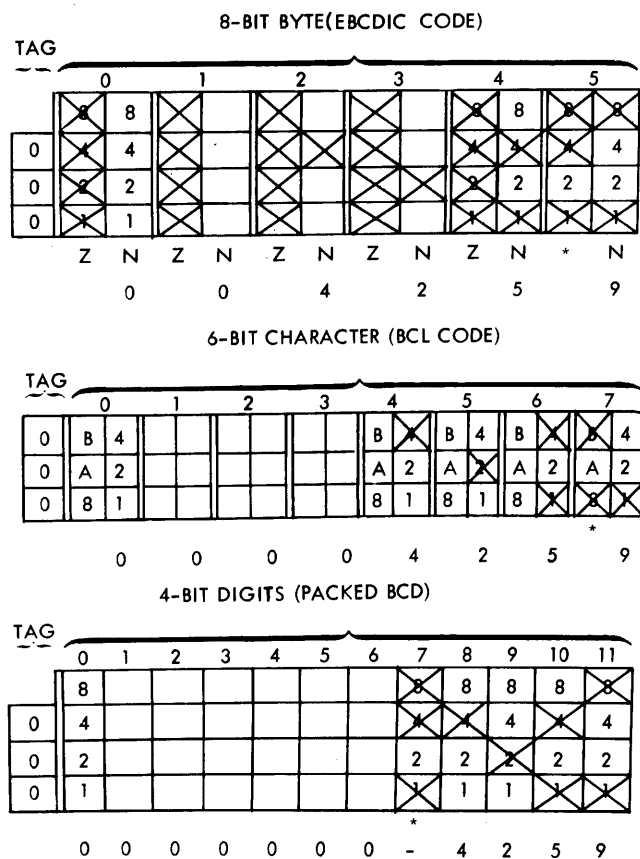 8-BIT BYTE(EBCDIC CODE)
TAG
0 1 2 3 4 5
8 8 8 8 8 8
0 4 4 4 4 4 4
0 2 2 2 2 2 2
0 1 1 1 1 1 1
Z N Z N Z N Z N Z N * N
0 0 4 2 5 9
6-BIT CHARACTER (BCL CODE)
TAG
0 1 2 3 4 5 6 7
0 B 4 B 4 B 4 B 4 B 4
0 A 2 A 2 A 2 A 2 A 2
0 8 1 8 1 8 1 8 1 8 1
*
0 0 0 0 4 2 5 9
4-BIT DIGITS (PACKED BCD)
TAG
0 1 2 3 4 5 6 7 8 9 10 11
8 8 8 8 8 8
0 4 4 4 4 4 4
0 2 2 2 2 2 2
0 1 1 1 1 1 1
*
0 0 0 0 0 0 0 - 4 2 5 9